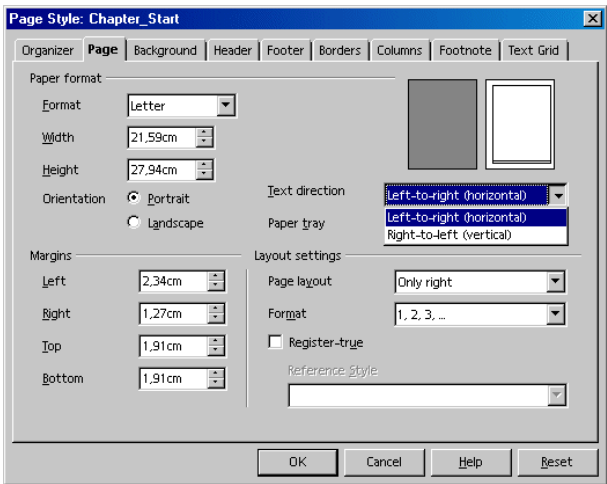 Page Style: Chapter_Start
Organizer Page Background Header Footer Borders Columns Footnote Text Grid
Paper format
Format Letter
Width 21,59cm
Height 27,94cm
Orientation Portrait
Landscape
Text direction Left-to-right (horizontal)
Left-to-right (horizontal)
Right-to-left (vertical)
Paper tray
Margins
Left 2,34cm
Right 1,27cm
Top 1,91cm
Bottom 1,91cm
Layout settings
Page layout Only right
Format 1, 2, 3, ...
Register-true
Reference Style
OK Cancel Help Reset